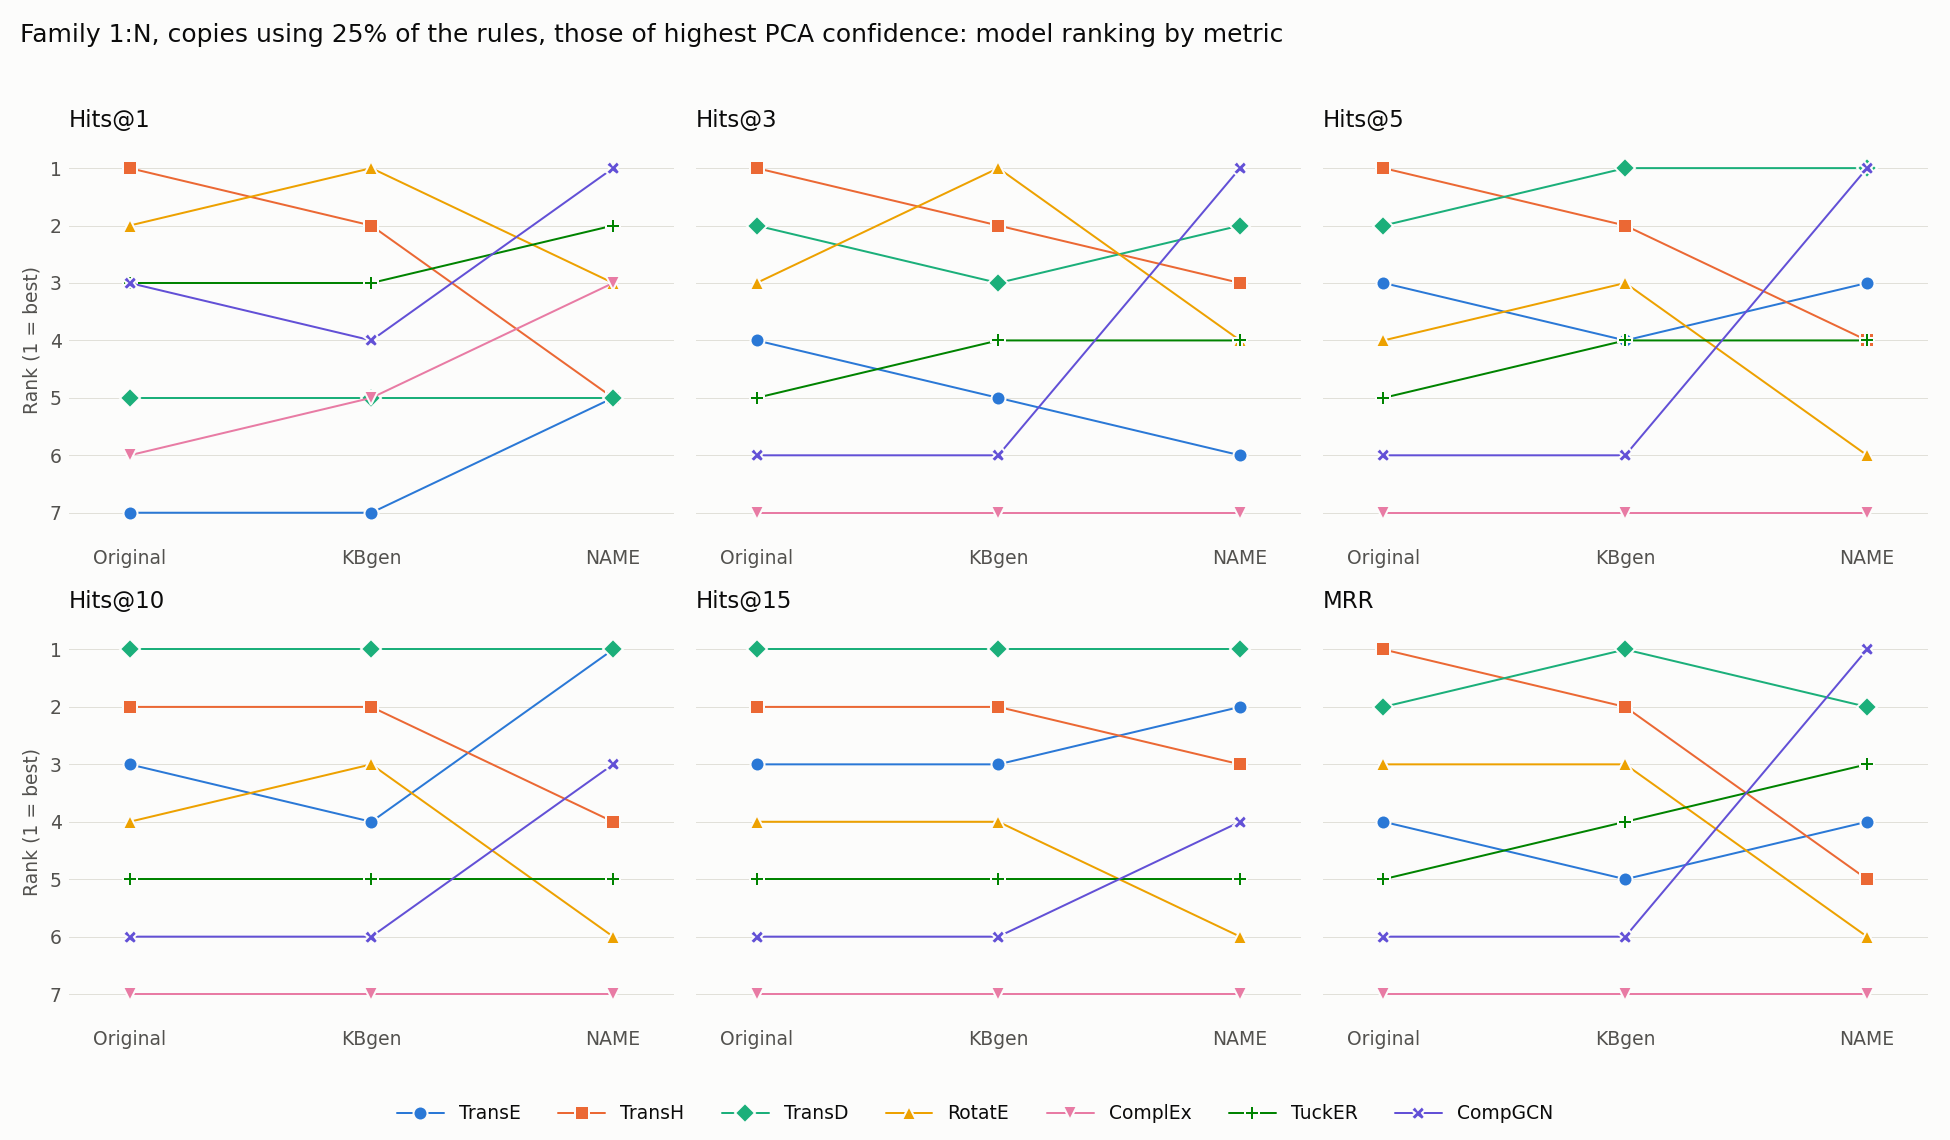 Family 1:N, copies using 25% of the rules, those of highest PCA confidence: model ranking by metric
Hits@1
Hits@3
Hits@5
Rank (1 = best)
1
2
3
4
5
6
7
Original KBgen NAME
Original KBgen NAME
Original KBgen NAME
Hits@10
Hits@15
MRR
Rank (1 = best)
1
2
3
4
5
6
7
Original KBgen NAME
Original KBgen NAME
Original KBgen NAME
TransE TransH TransD RotatE ComplEx TuckER CompGCN